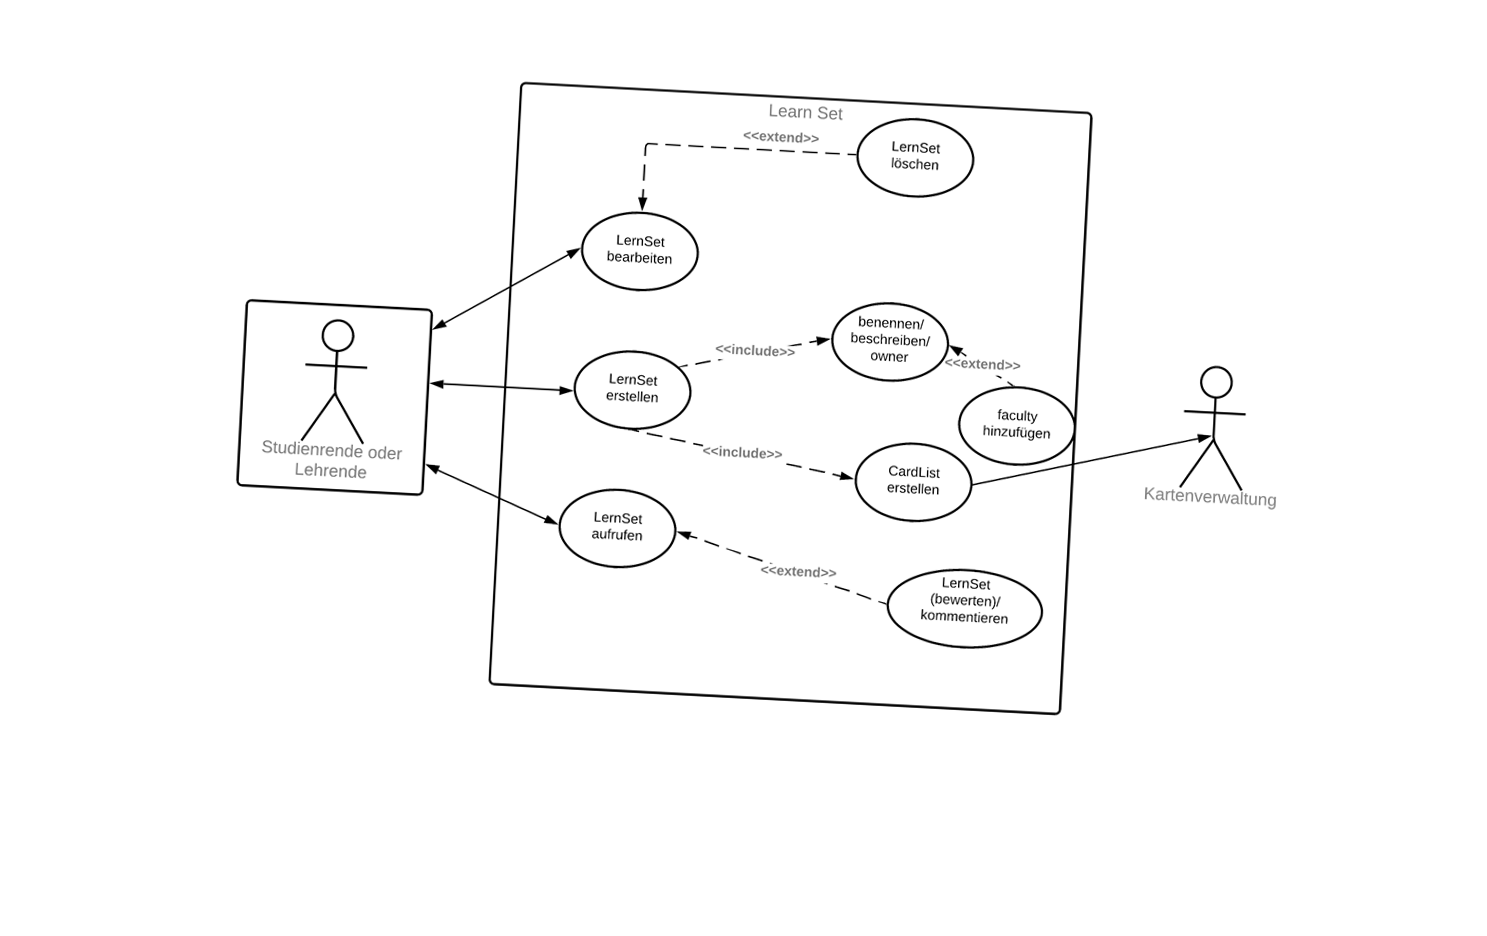 Learn Set
<<extend>>
LernSet
löschen
LernSet
bearbeiten
benennen/
beschreiben/
owner
<<include>>
<<extend>>
LernSet
erstellen
faculty
hinzufügen
<<include>>
CardList
erstellen
Studienrende oder
Lehrende
Kartenverwaltung
LernSet
aufrufen
<<extend>>
LernSet
(bewerten)/
kommentieren